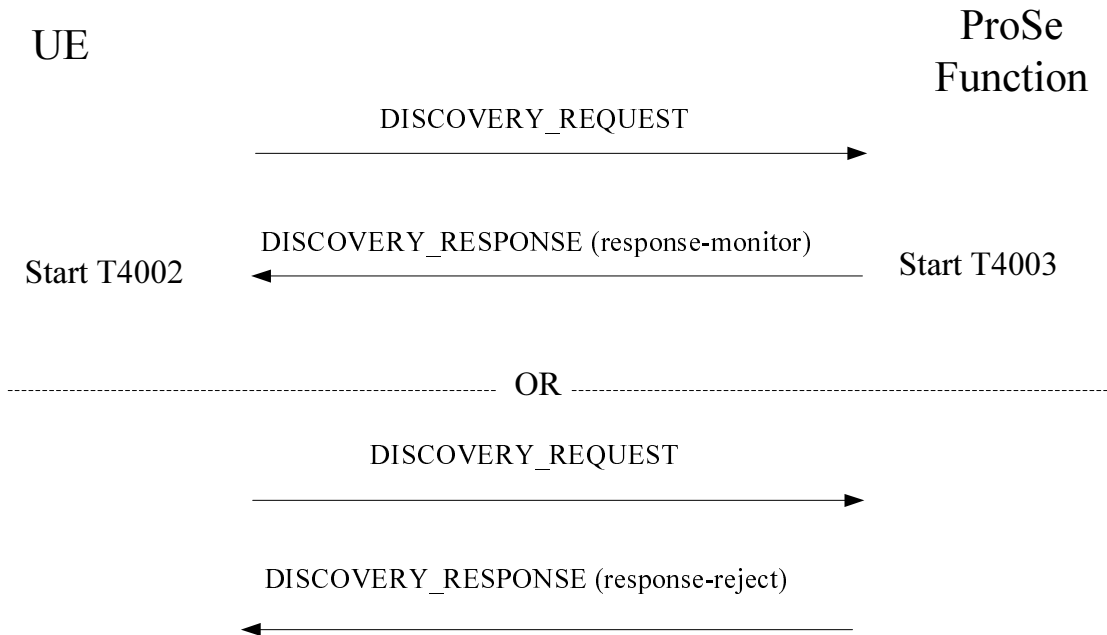 UE
ProSe
Function
DISCOVERY_REQUEST
DISCOVERY_RESPONSE (response-monitor)
Start T4002
Start T4003
OR
DISCOVERY_REQUEST
DISCOVERY_RESPONSE (response-reject)